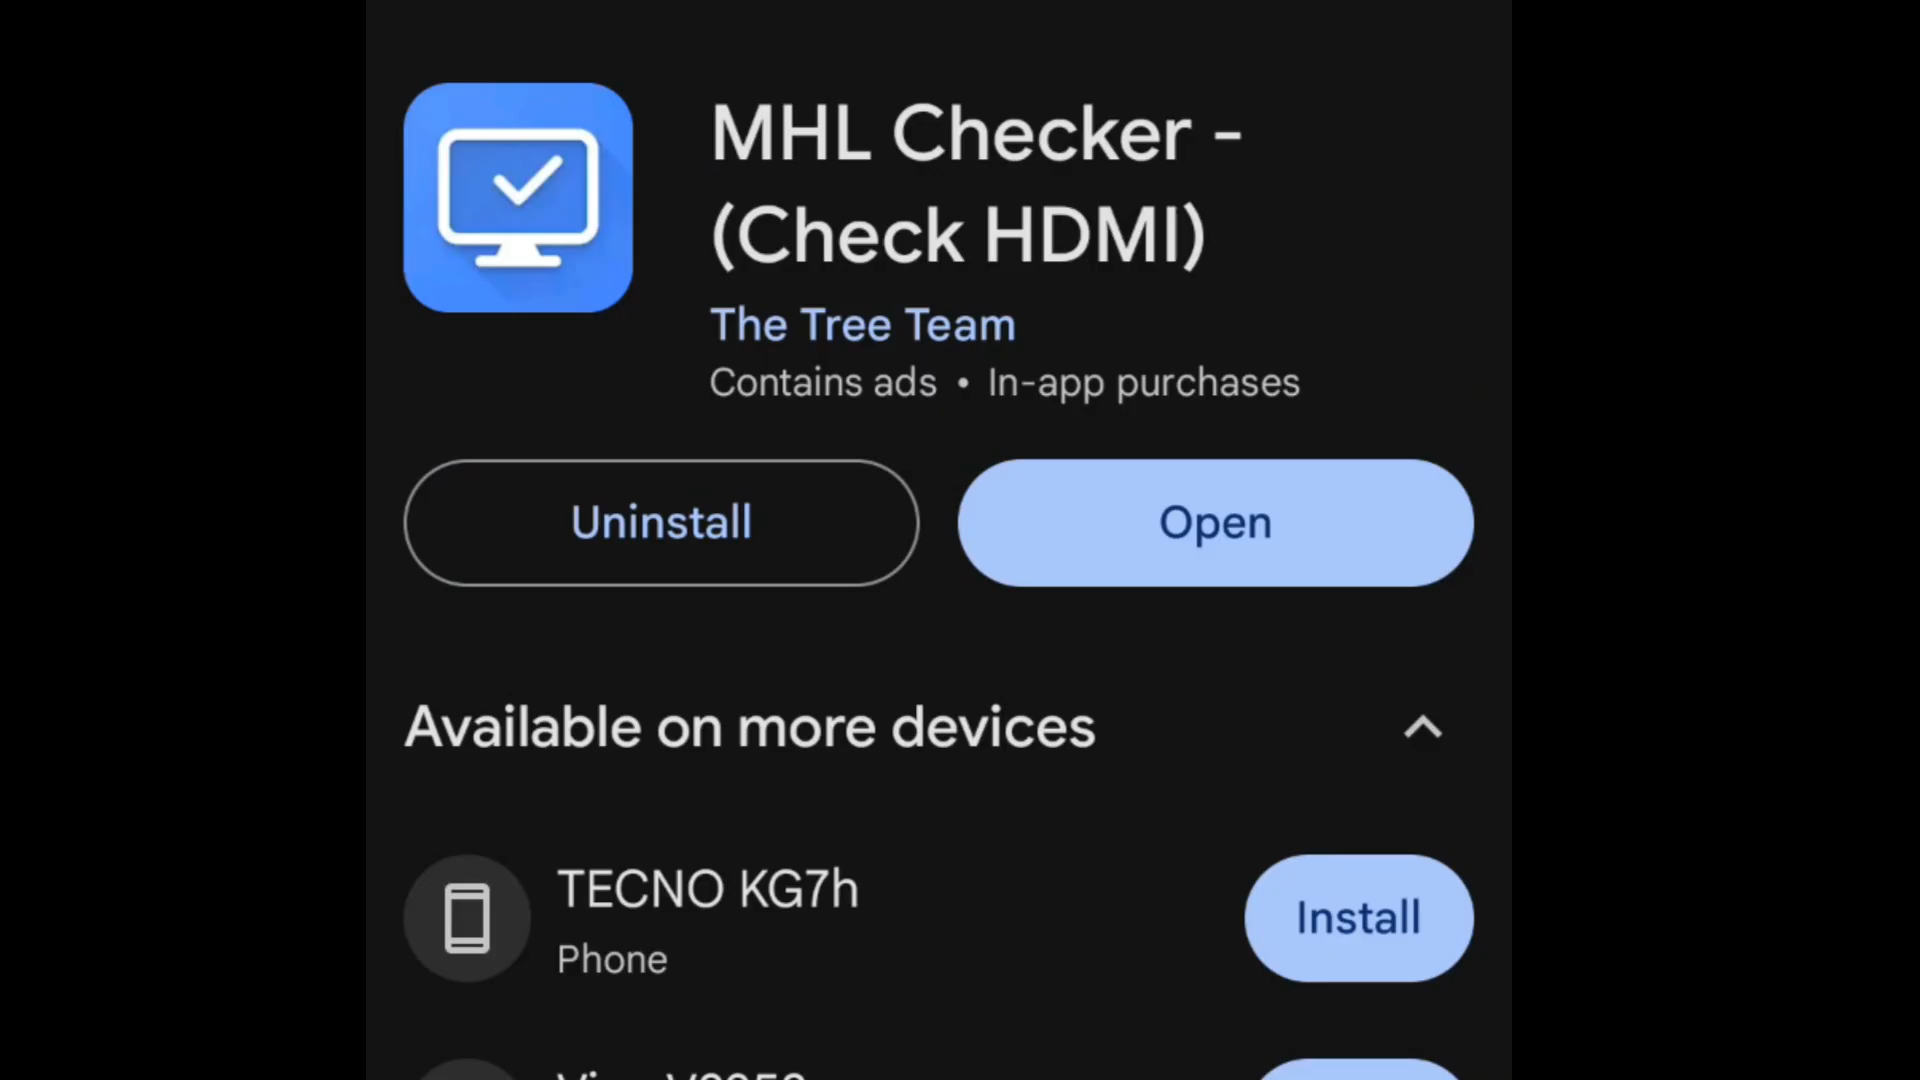 MHL Checker -
(Check HDMI)
The Tree Team
Contains ads • In-app purchases
Uninstall
Open
Available on more devices
TECNO KG7h
Install
Phone